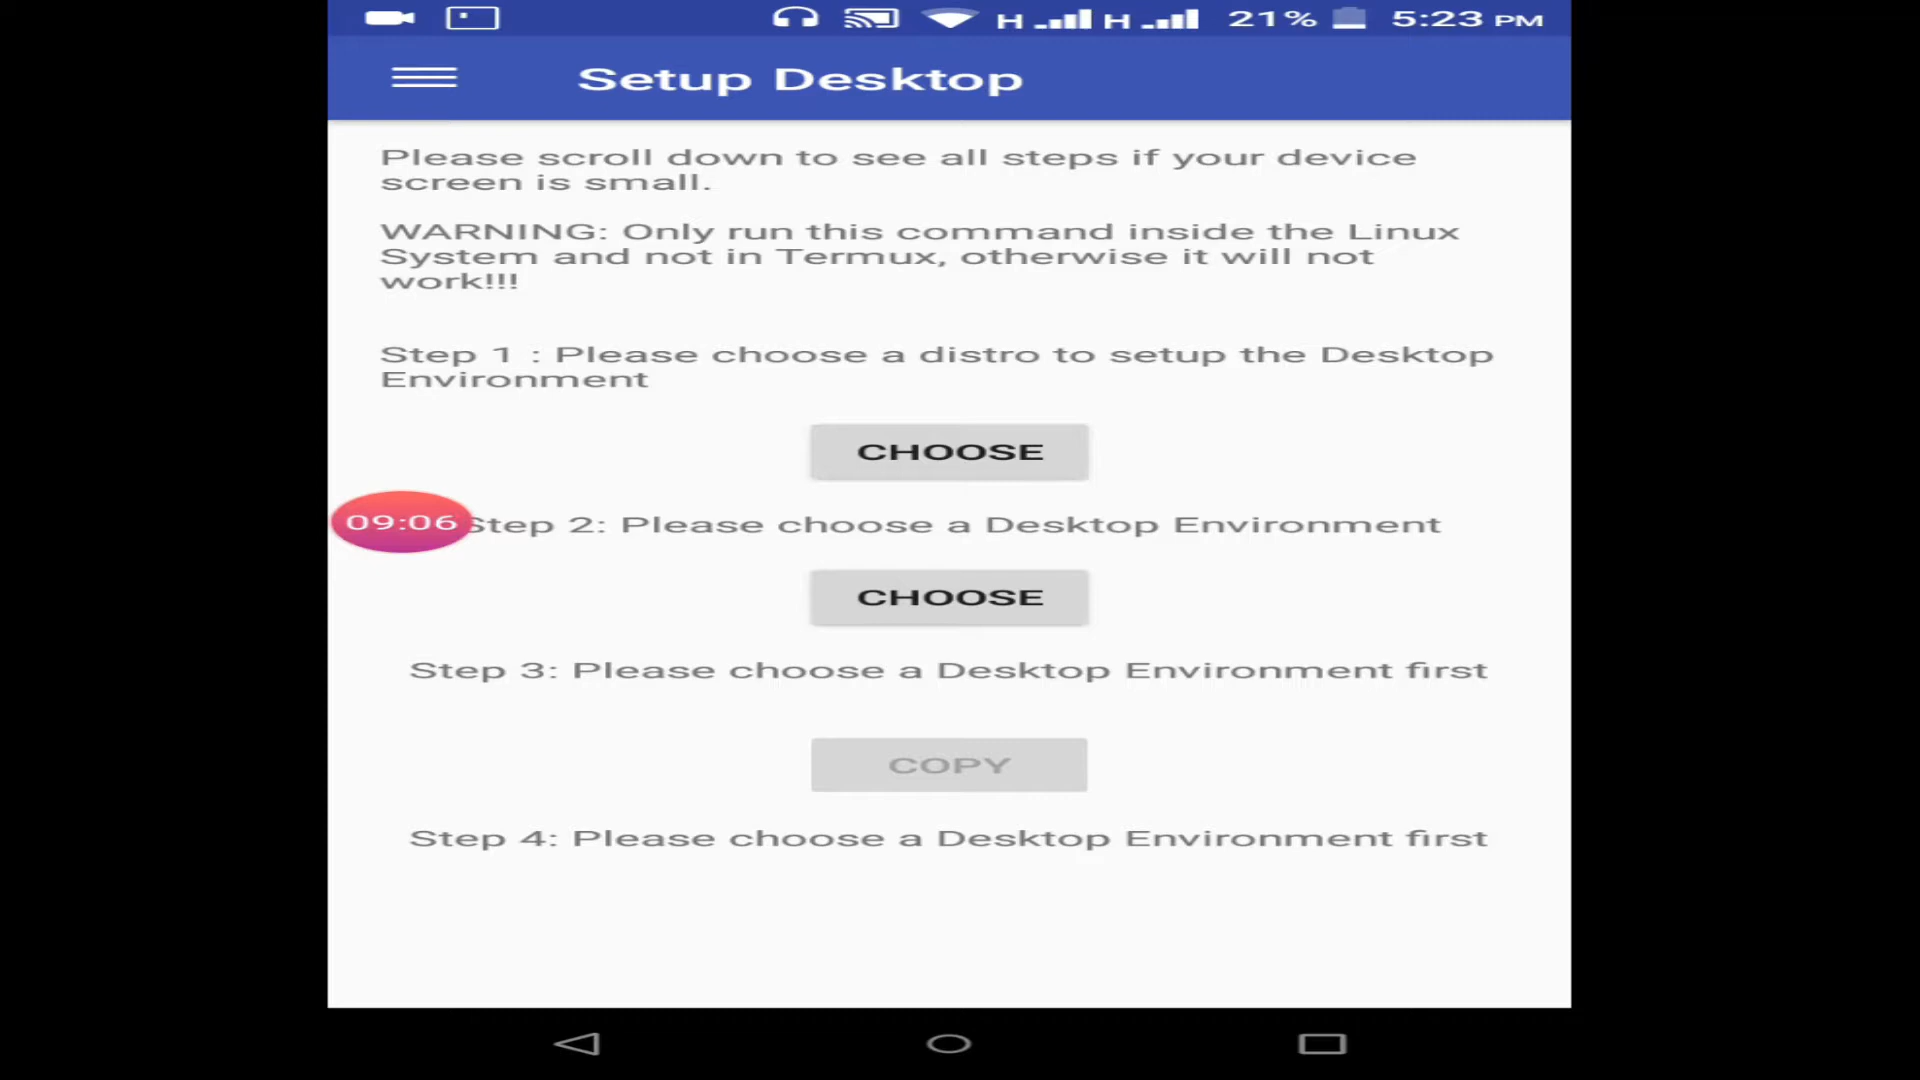 H H 21% 5:23 PM
Setup Desktop
Please scroll down to see all steps if your device
screen is small.
WARNING: Only run this command inside the Linux
System and not in Termux, otherwise it will not
work!!!
Step 1 : Please choose a distro to setup the Desktop
Environment
CHOOSE
09:06
Step 2: Please choose a Desktop Environment
CHOOSE
Step 3: Please choose a Desktop Environment first
COPY
Step 4: Please choose a Desktop Environment first